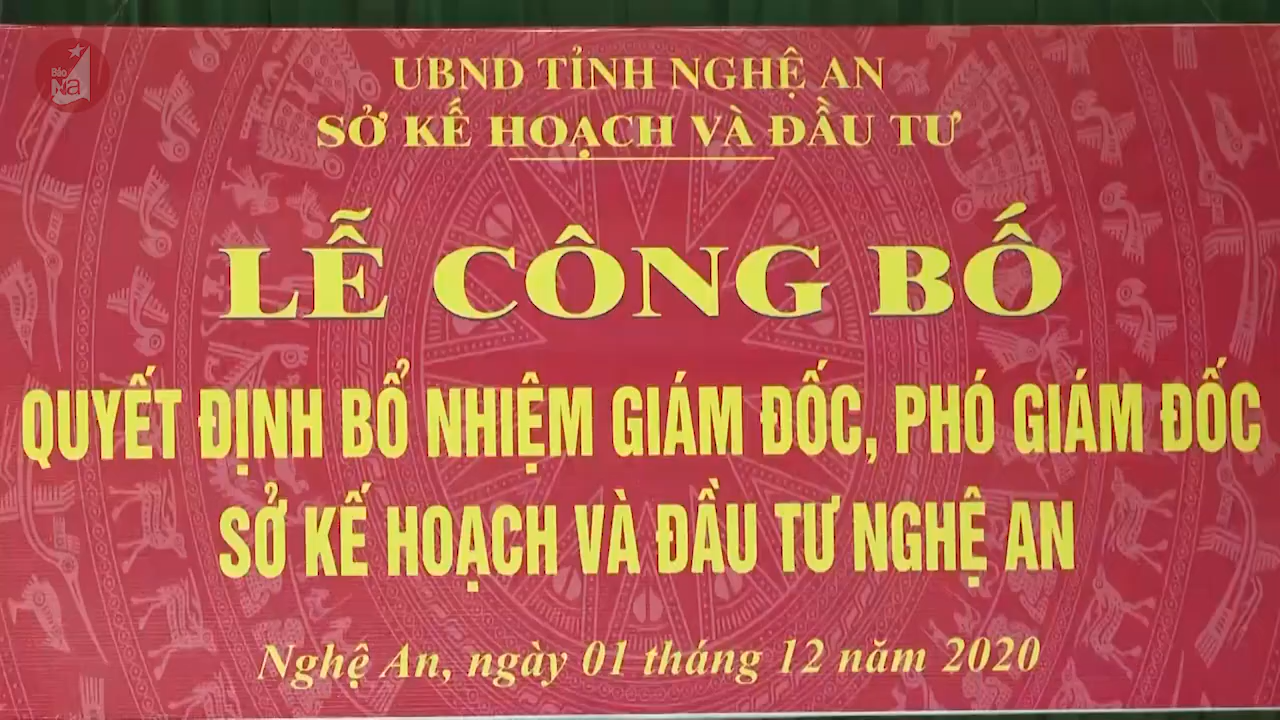 Báo
Na
UBND TỈNH NGHỆ AN
SỞ KẾ HOẠCH VÀ ĐẦU TƯ
LỄ CÔNG BỐ
QUYẾT ĐỊNH BỔ NHIỆM GIÁM ĐỐC, PHÓ GIÁM ĐỐC
SỞ KẾ HOẠCH VÀ ĐẦU TƯ NGHỆ AN
Nghệ An, ngày 01 tháng 12 năm 2020